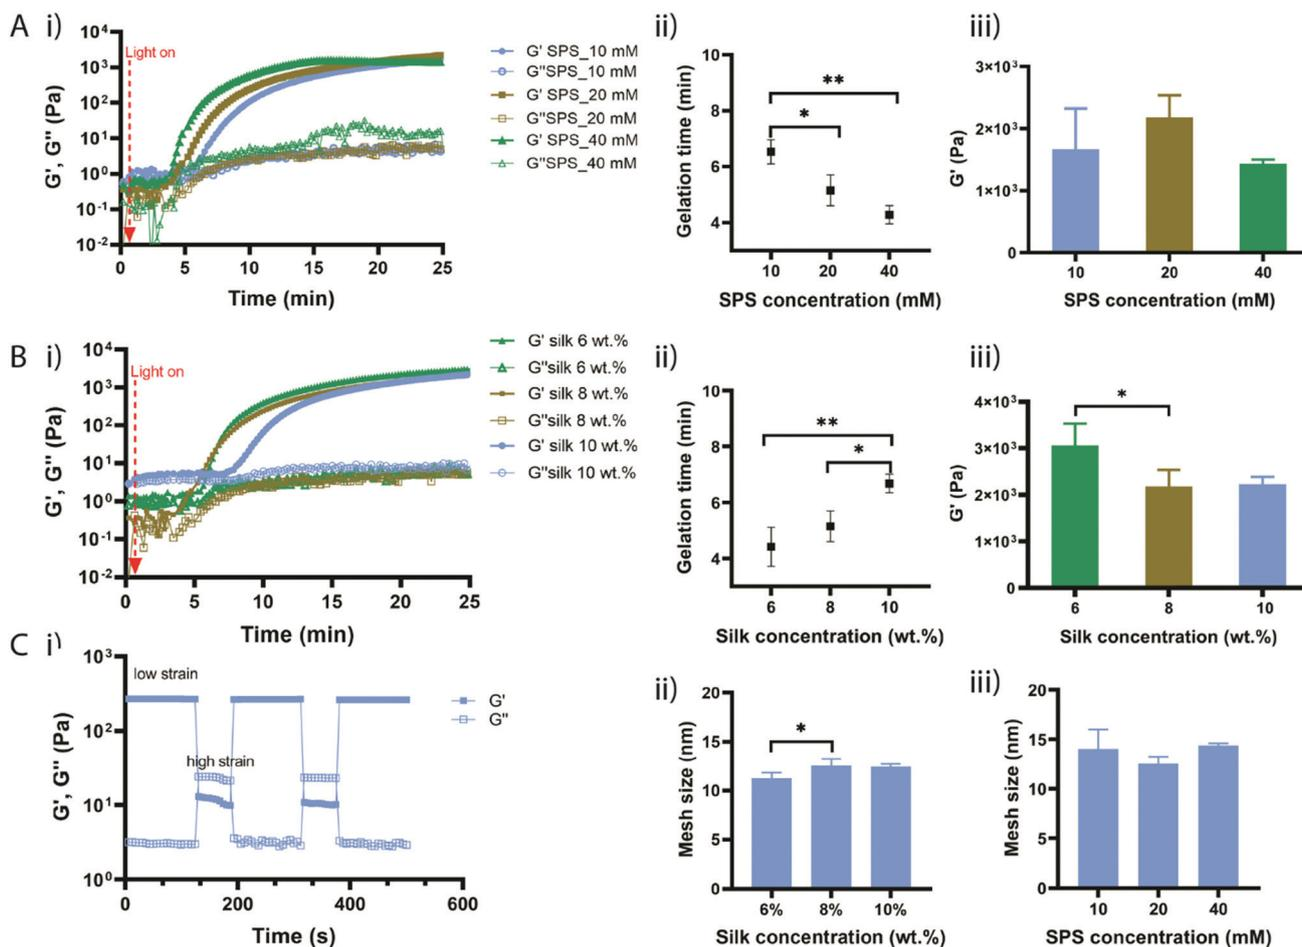 A i)
10⁴
10³
10²
10¹
10⁰
10⁻¹
10⁻²
G', G'' (Pa)
Light on
0 5 10 15 20 25
Time (min)
G' SPS_10 mM
G''SPS_10 mM
G' SPS_20 mM
G''SPS_20 mM
G' SPS_40 mM
G''SPS_40 mM
ii)
10
8
6
4
Gelation time (min)
**
*
10 20 40
SPS concentration (mM)
iii)
3×10³
2×10³
1×10³
0
G' (Pa)
10 20 40
SPS concentration (mM)
B i)
10⁴
10³
10²
10¹
10⁰
10⁻¹
10⁻²
G', G'' (Pa)
Light on
0 5 10 15 20 25
Time (min)
G' silk 6 wt.%
G''silk 6 wt.%
G' silk 8 wt.%
G''silk 8 wt.%
G' silk 10 wt.%
G''silk 10 wt.%
ii)
10
8
6
4
Gelation time (min)
**
*
6 8 10
Silk concentration (wt.%)
iii)
4×10³
3×10³
2×10³
1×10³
0
G' (Pa)
*
6 8 10
Silk concentration (wt.%)
C i)
10³
10²
10¹
10⁰
G', G'' (Pa)
low strain
high strain
G'
G''
0 200 400 600
Time (s)
ii)
20
15
10
5
0
Mesh size (nm)
*
6% 8% 10%
Silk concentration (wt.%)
iii)
20
15
10
5
0
Mesh size (nm)
10 20 40
SPS concentration (mM)